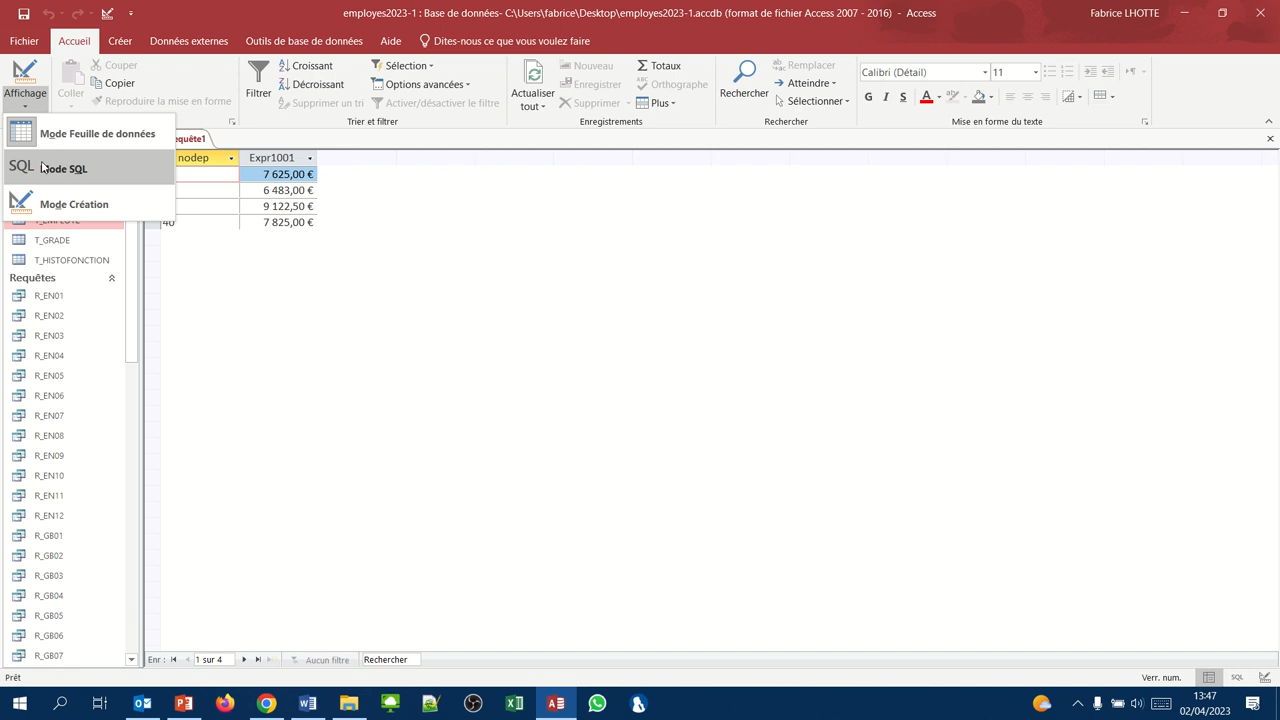 employes2023-1 : Base de données- C:\Users\fabrice\Desktop\employes2023-1.accdb (format de fichier Access 2007 - 2016) - Access
Fabrice LHOTTE
Fichier Accueil Créer Données externes Outils de base de données Aide Dites-nous ce que vous voulez faire
Affichage
Coller
Couper
Copier
Reproduire la mise en forme
Filtrer
Croissant
Décroissant
Supprimer un tri
Sélection
Options avancées
Activer/désactiver le filtre
Trier et filtrer
Actualiser
tout
Nouveau
Enregistrer
Supprimer
Totaux
Orthographe
Plus
Enregistrements
Rechercher
Remplacer
Atteindre
Sélectionner
Rechercher
Calibri (Détail) 11
G I S
Mise en forme du texte
Mode Feuille de données
SQL Mode SQL
Mode Création
equête1
nodep Expr1001
7 625,00 €
6 483,00 €
9 122,50 €
40 7 825,00 €
T_EMPLOYE
T_GRADE
T_HISTOFONCTION
Requêtes
R_EN01
R_EN02
R_EN03
R_EN04
R_EN05
R_EN06
R_EN07
R_EN08
R_EN09
R_EN10
R_EN11
R_EN12
R_GB01
R_GB02
R_GB03
R_GB04
R_GB05
R_GB06
R_GB07
Enr : 1 sur 4 Aucun filtre Rechercher
Prêt
Verr. num. SQL
13:47
02/04/2023